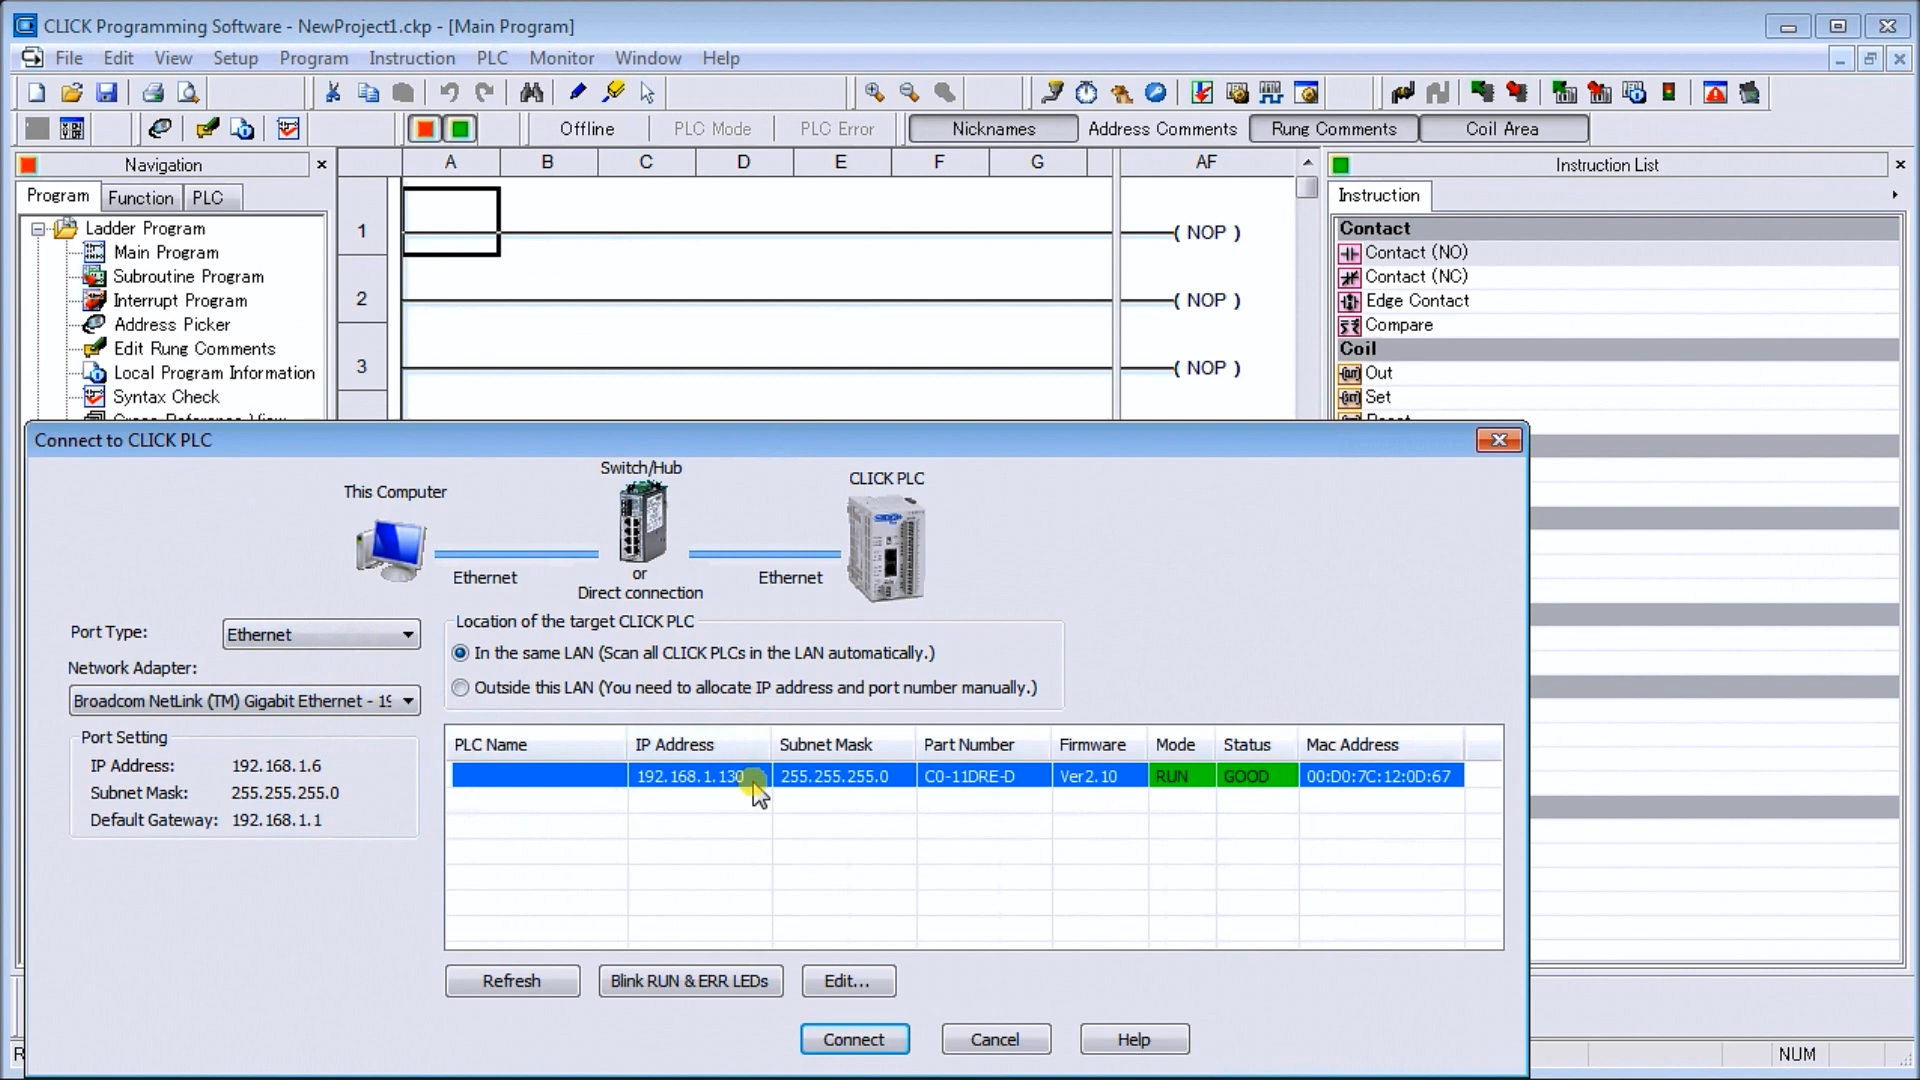 CLICK Programming Software - NewProject1.ckp - [Main Program]
File Edit View Setup Program Instruction PLC Monitor Window Help
Offline PLC Mode PLC Error Nicknames Address Comments Rung Comments Coil Area
Navigation
Program Function PLC
Ladder Program
Main Program
Subroutine Program
Interrupt Program
Address Picker
Edit Rung Comments
Local Program Information
Syntax Check
Cross Reference View
A B C D E F G AF
1 ( NOP )
2 ( NOP )
3 ( NOP )
Instruction List
Instruction
Contact
Contact (NO)
Contact (NC)
Edge Contact
Compare
Coil
Out
Set
Reset
Connect to CLICK PLC
This Computer
Switch/Hub
CLICK PLC
Ethernet
or
Direct connection
Ethernet
Port Type: Ethernet
Network Adapter:
Broadcom NetLink (TM) Gigabit Ethernet - 19
Port Setting
IP Address: 192.168.1.6
Subnet Mask: 255.255.255.0
Default Gateway: 192.168.1.1
Location of the target CLICK PLC
In the same LAN (Scan all CLICK PLCs in the LAN automatically.)
Outside this LAN (You need to allocate IP address and port number manually.)
PLC Name IP Address Subnet Mask Part Number Firmware Mode Status Mac Address
192.168.1.130 255.255.255.0 C0-11DRE-D Ver2.10 RUN GOOD 00:D0:7C:12:0D:67
Refresh Blink RUN & ERR LEDs Edit...
Connect Cancel Help
R
NUM